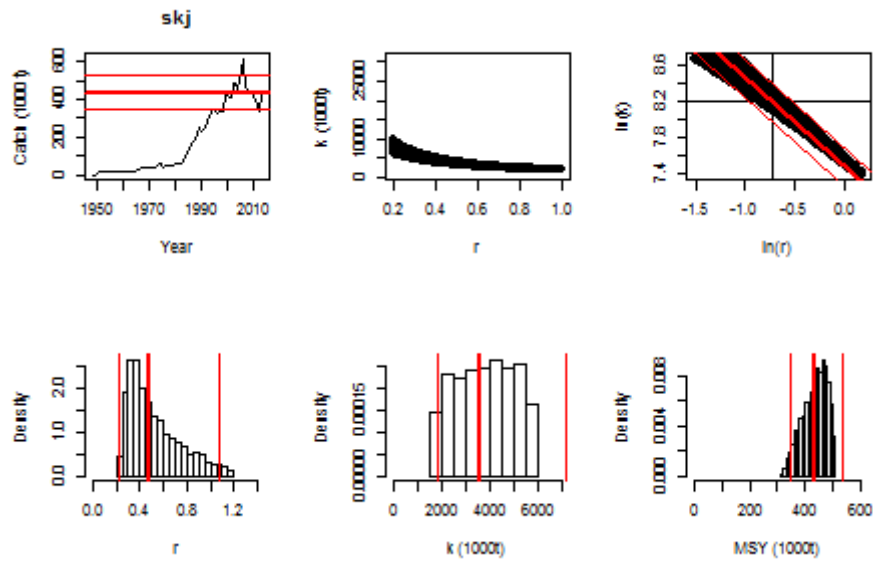 skj
Catch (1000t)
0 200 400 600
1950 1970 1990 2010
Year
k (1000t)
0 10000 25000
0.2 0.4 0.6 0.8 1.0
r
ln(k)
7.4 7.8 8.2 8.6
-1.5 -1.0 -0.5 0.0
ln(r)
Density
0.0 1.0 2.0
0.0 0.4 0.8 1.2
r
Density
0.00000 0.00015
0 2000 4000 6000
k (1000t)
Density
0.000 0.004 0.008
0 200 400 600
MSY (1000t)